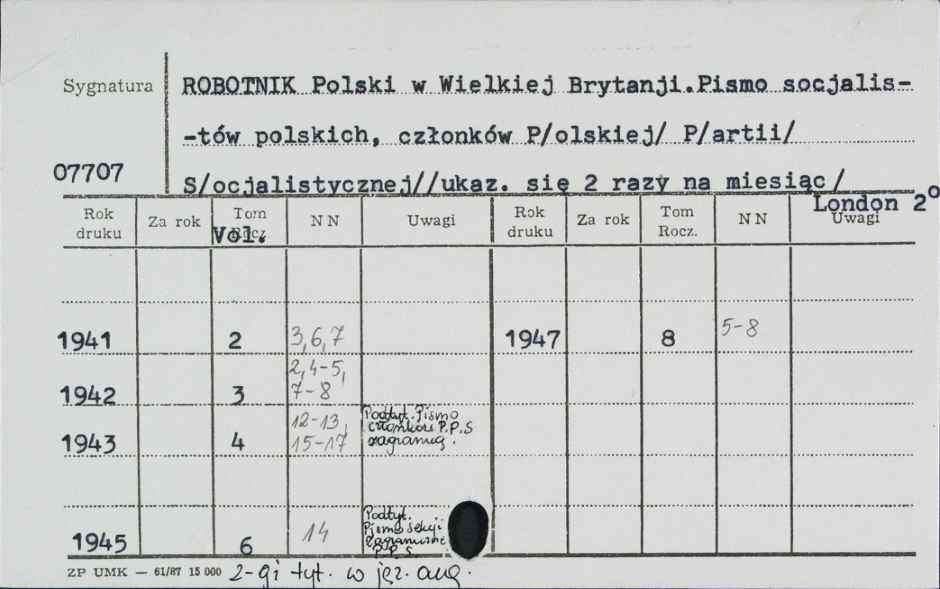 Sygnatura ROBOTNIK Polski w Wielkiej Brytanji.Pismo socjalis-
-tów polskich, członków P/olskiej/ P/artii/
07707 S/ocjalistycznej//ukaz. się 2 razy na miesiąc/
London 2°
Rok druku Za rok Tom Rocz. Vol. NN Uwagi Rok druku Za rok Tom Rocz. NN Uwagi
1941 2 3,6,7 1947 8 5-8
1942 3 2,4-5, 7-8
1943 4 12-13, 15-17 Podtyt. Pismo członków P.P.S zagranicą.
1945 6 14 Podtyt. Pismo sekcji zagranicznej P.P.S.
ZP UMK — 61/87 15 000 2-gi tyt. w jęz. ang.